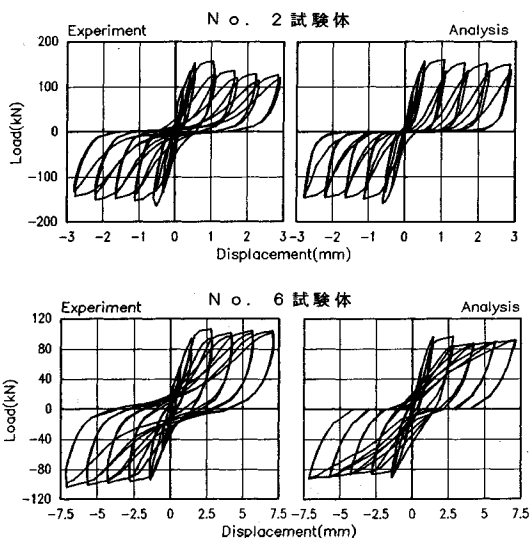 No. 2試験体
Experiment
Analysis
200
100
0
-100
-200
Load(kN)
-3 -2 -1 0 1 2 3 -3 -2 -1 0 1 2 3
Displacement(mm)
No. 6試験体
Experiment
Analysis
120
80
40
0
-40
-80
-120
Load(kN)
-7.5 -5 -2.5 0 2.5 5 7.5 -7.5 -5 -2.5 0 2.5 5 7.5
Displacement(mm)